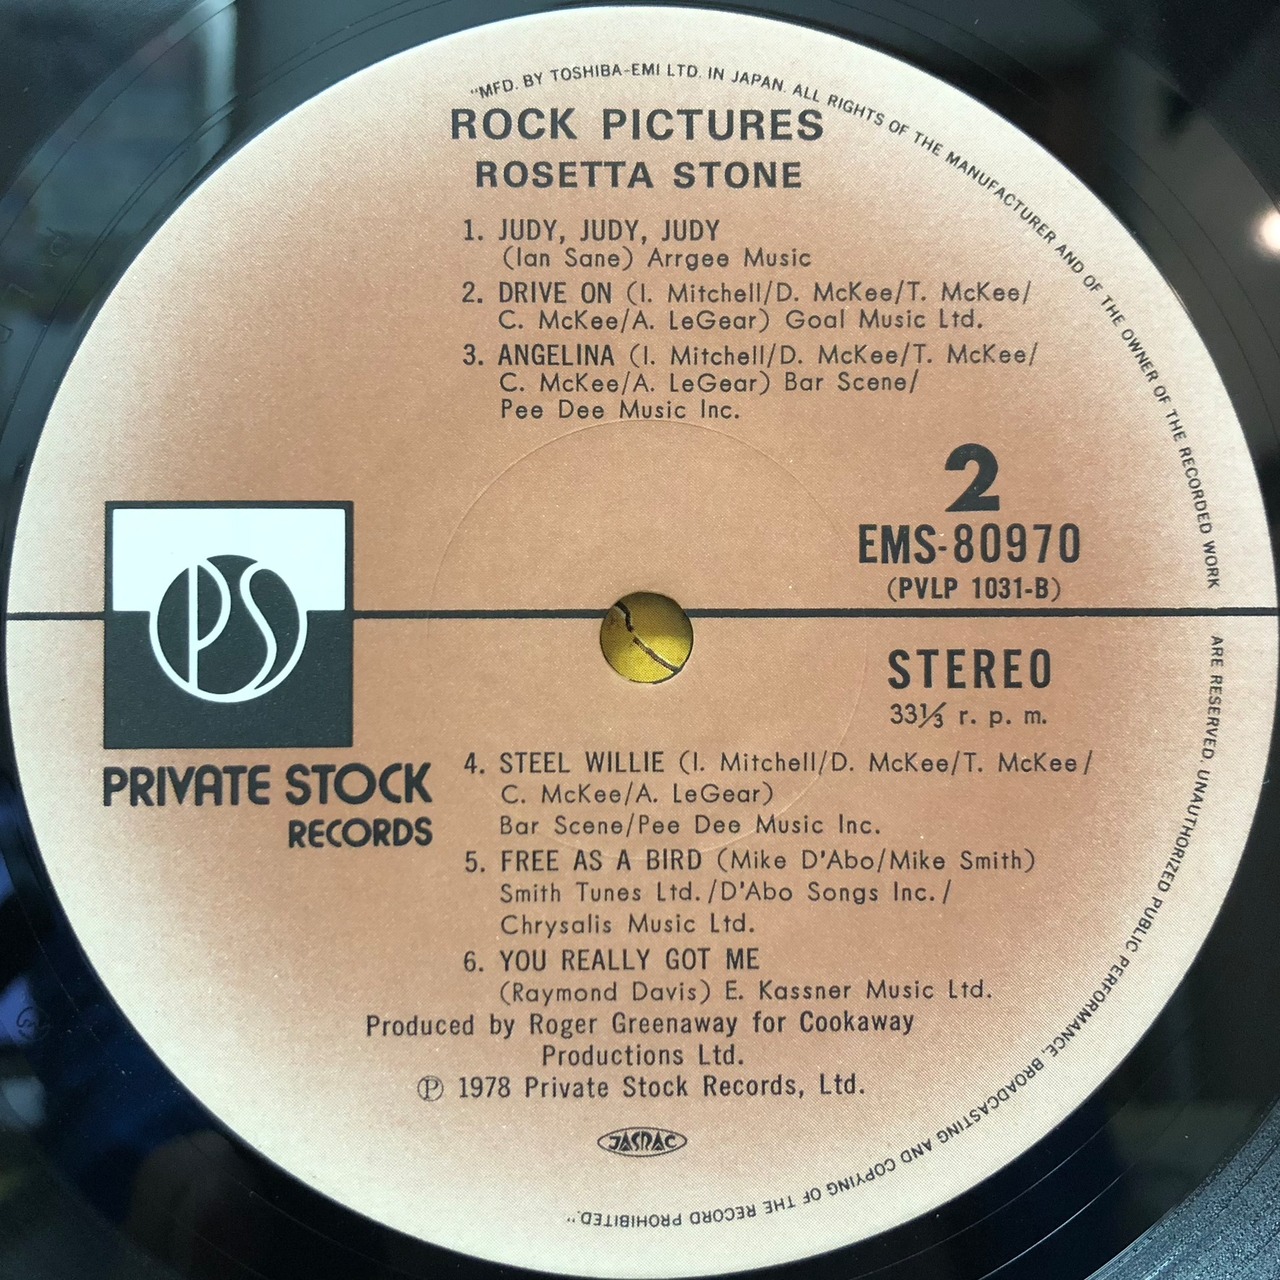 "MFD. BY TOSHIBA-EMI LTD. IN JAPAN. ALL RIGHTS OF THE MANUFACTURER AND OF THE OWNER OF THE RECORDED WORK ARE RESERVED. UNAUTHORIZED PUBLIC PERFORMANCE, BROADCASTING AND COPYING OF THE RECORD PROHIBITED."
ROCK PICTURES
ROSETTA STONE
1. JUDY, JUDY, JUDY
(Ian Sane) Arrgee Music
2. DRIVE ON (I. Mitchell/D. McKee/T. McKee/
C. McKee/A. LeGear) Goal Music Ltd.
3. ANGELINA (I. Mitchell/D. McKee/T. McKee/
C. McKee/A. LeGear) Bar Scene/
Pee Dee Music Inc.
2
EMS-80970
(PVLP 1031-B)
PS
STEREO
33⅓ r. p. m.
PRIVATE STOCK
RECORDS
4. STEEL WILLIE (I. Mitchell/D. McKee/T. McKee/
C. McKee/A. LeGear)
Bar Scene/Pee Dee Music Inc.
5. FREE AS A BIRD (Mike D'Abo/Mike Smith)
Smith Tunes Ltd./D'Abo Songs Inc./
Chrysalis Music Ltd.
6. YOU REALLY GOT ME
(Raymond Davis) E. Kassner Music Ltd.
Produced by Roger Greenaway for Cookaway
Productions Ltd.
℗ 1978 Private Stock Records, Ltd.
JASRAC